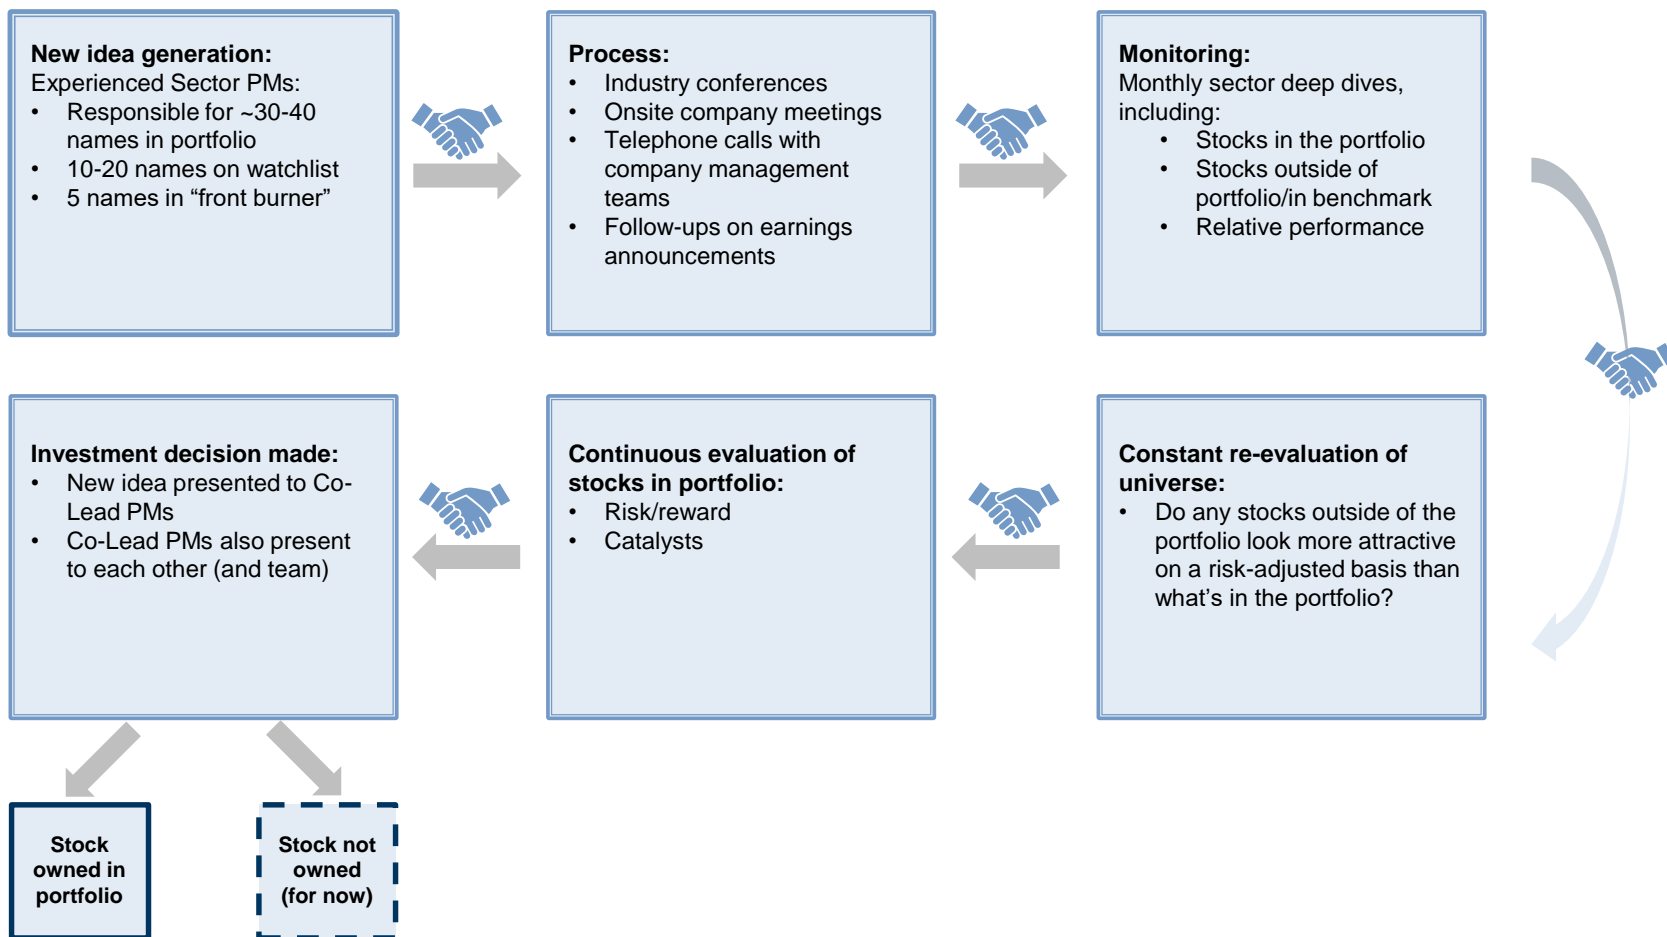 New idea generation:
Experienced Sector PMs:
• Responsible for ~30-40
names in portfolio
• 10-20 names on watchlist
• 5 names in “front burner”
Process:
• Industry conferences
• Onsite company meetings
• Telephone calls with
company management
teams
• Follow-ups on earnings
announcements
Monitoring:
Monthly sector deep dives,
including:
• Stocks in the portfolio
• Stocks outside of
portfolio/in benchmark
• Relative performance
Constant re-evaluation of
universe:
• Do any stocks outside of the
portfolio look more attractive
on a risk-adjusted basis than
what’s in the portfolio?
Continuous evaluation of
stocks in portfolio:
• Risk/reward
• Catalysts
Investment decision made:
• New idea presented to Co-
Lead PMs
• Co-Lead PMs also present
to each other (and team)
Stock
owned in
portfolio
Stock not
owned
(for now)